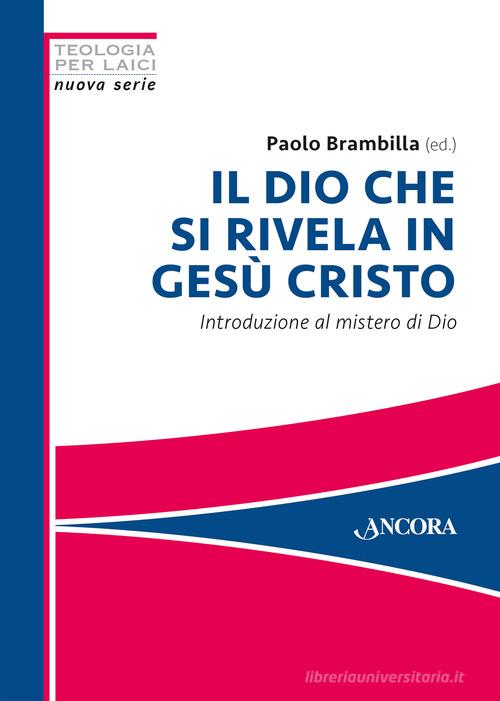 TEOLOGIA
PER LAICI
nuova serie
Paolo Brambilla (ed.)
IL DIO CHE
SI RIVELA IN
GESÙ CRISTO
Introduzione al mistero di Dio
ANCORA
libreriauniversitaria.it